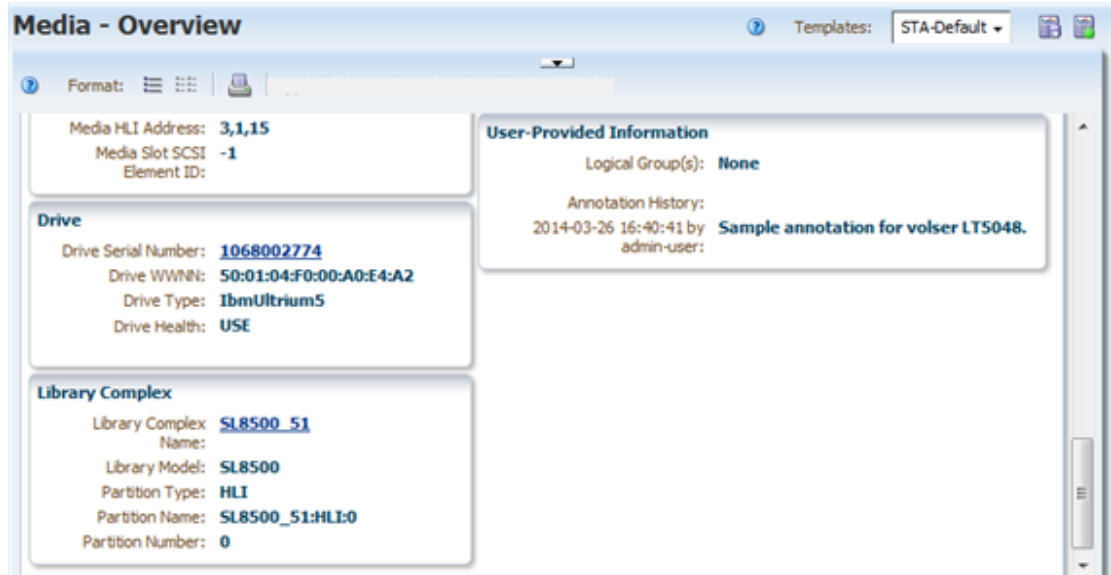 Media - Overview
Templates: STA-Default
Format:
Media HLI Address: 3,1,15
Media Slot SCSI -1
Element ID:
Drive
Drive Serial Number: 1068002774
Drive WWNN: 50:01:04:F0:00:A0:E4:A2
Drive Type: IbmUltrium5
Drive Health: USE
Library Complex
Library Complex SL8500_51
Name:
Library Model: SL8500
Partition Type: HLI
Partition Name: SL8500_51:HLI:0
Partition Number: 0
User-Provided Information
Logical Group(s): None
Annotation History:
2014-03-26 16:40:41 by Sample annotation for volser LT5048.
admin-user: